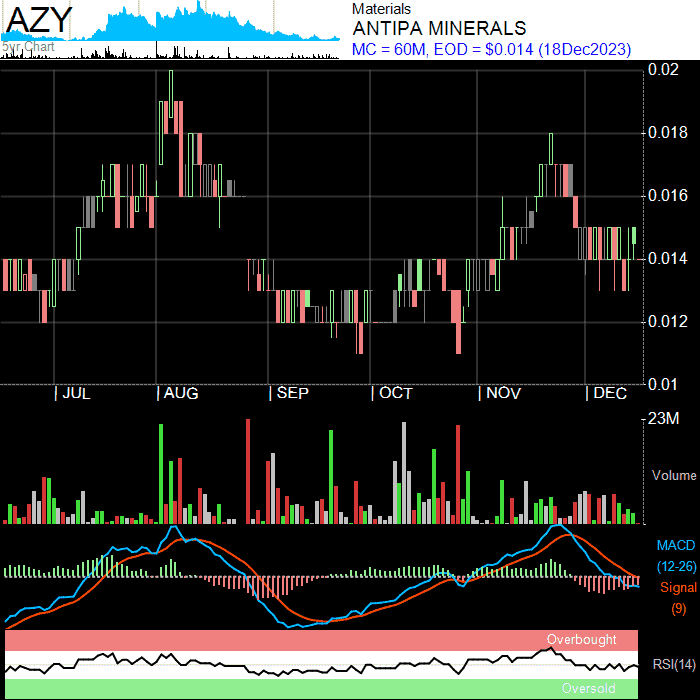 AZY
5yr Chart
Materials
ANTIPA MINERALS
MC = 60M, EOD = $0.014 (18Dec2023)
0.02
0.018
0.016
0.014
0.012
0.01
| JUL | AUG | SEP | OCT | NOV | DEC
23M
Volume
MACD
(12-26)
Signal
(9)
Overbought
RSI(14)
Oversold